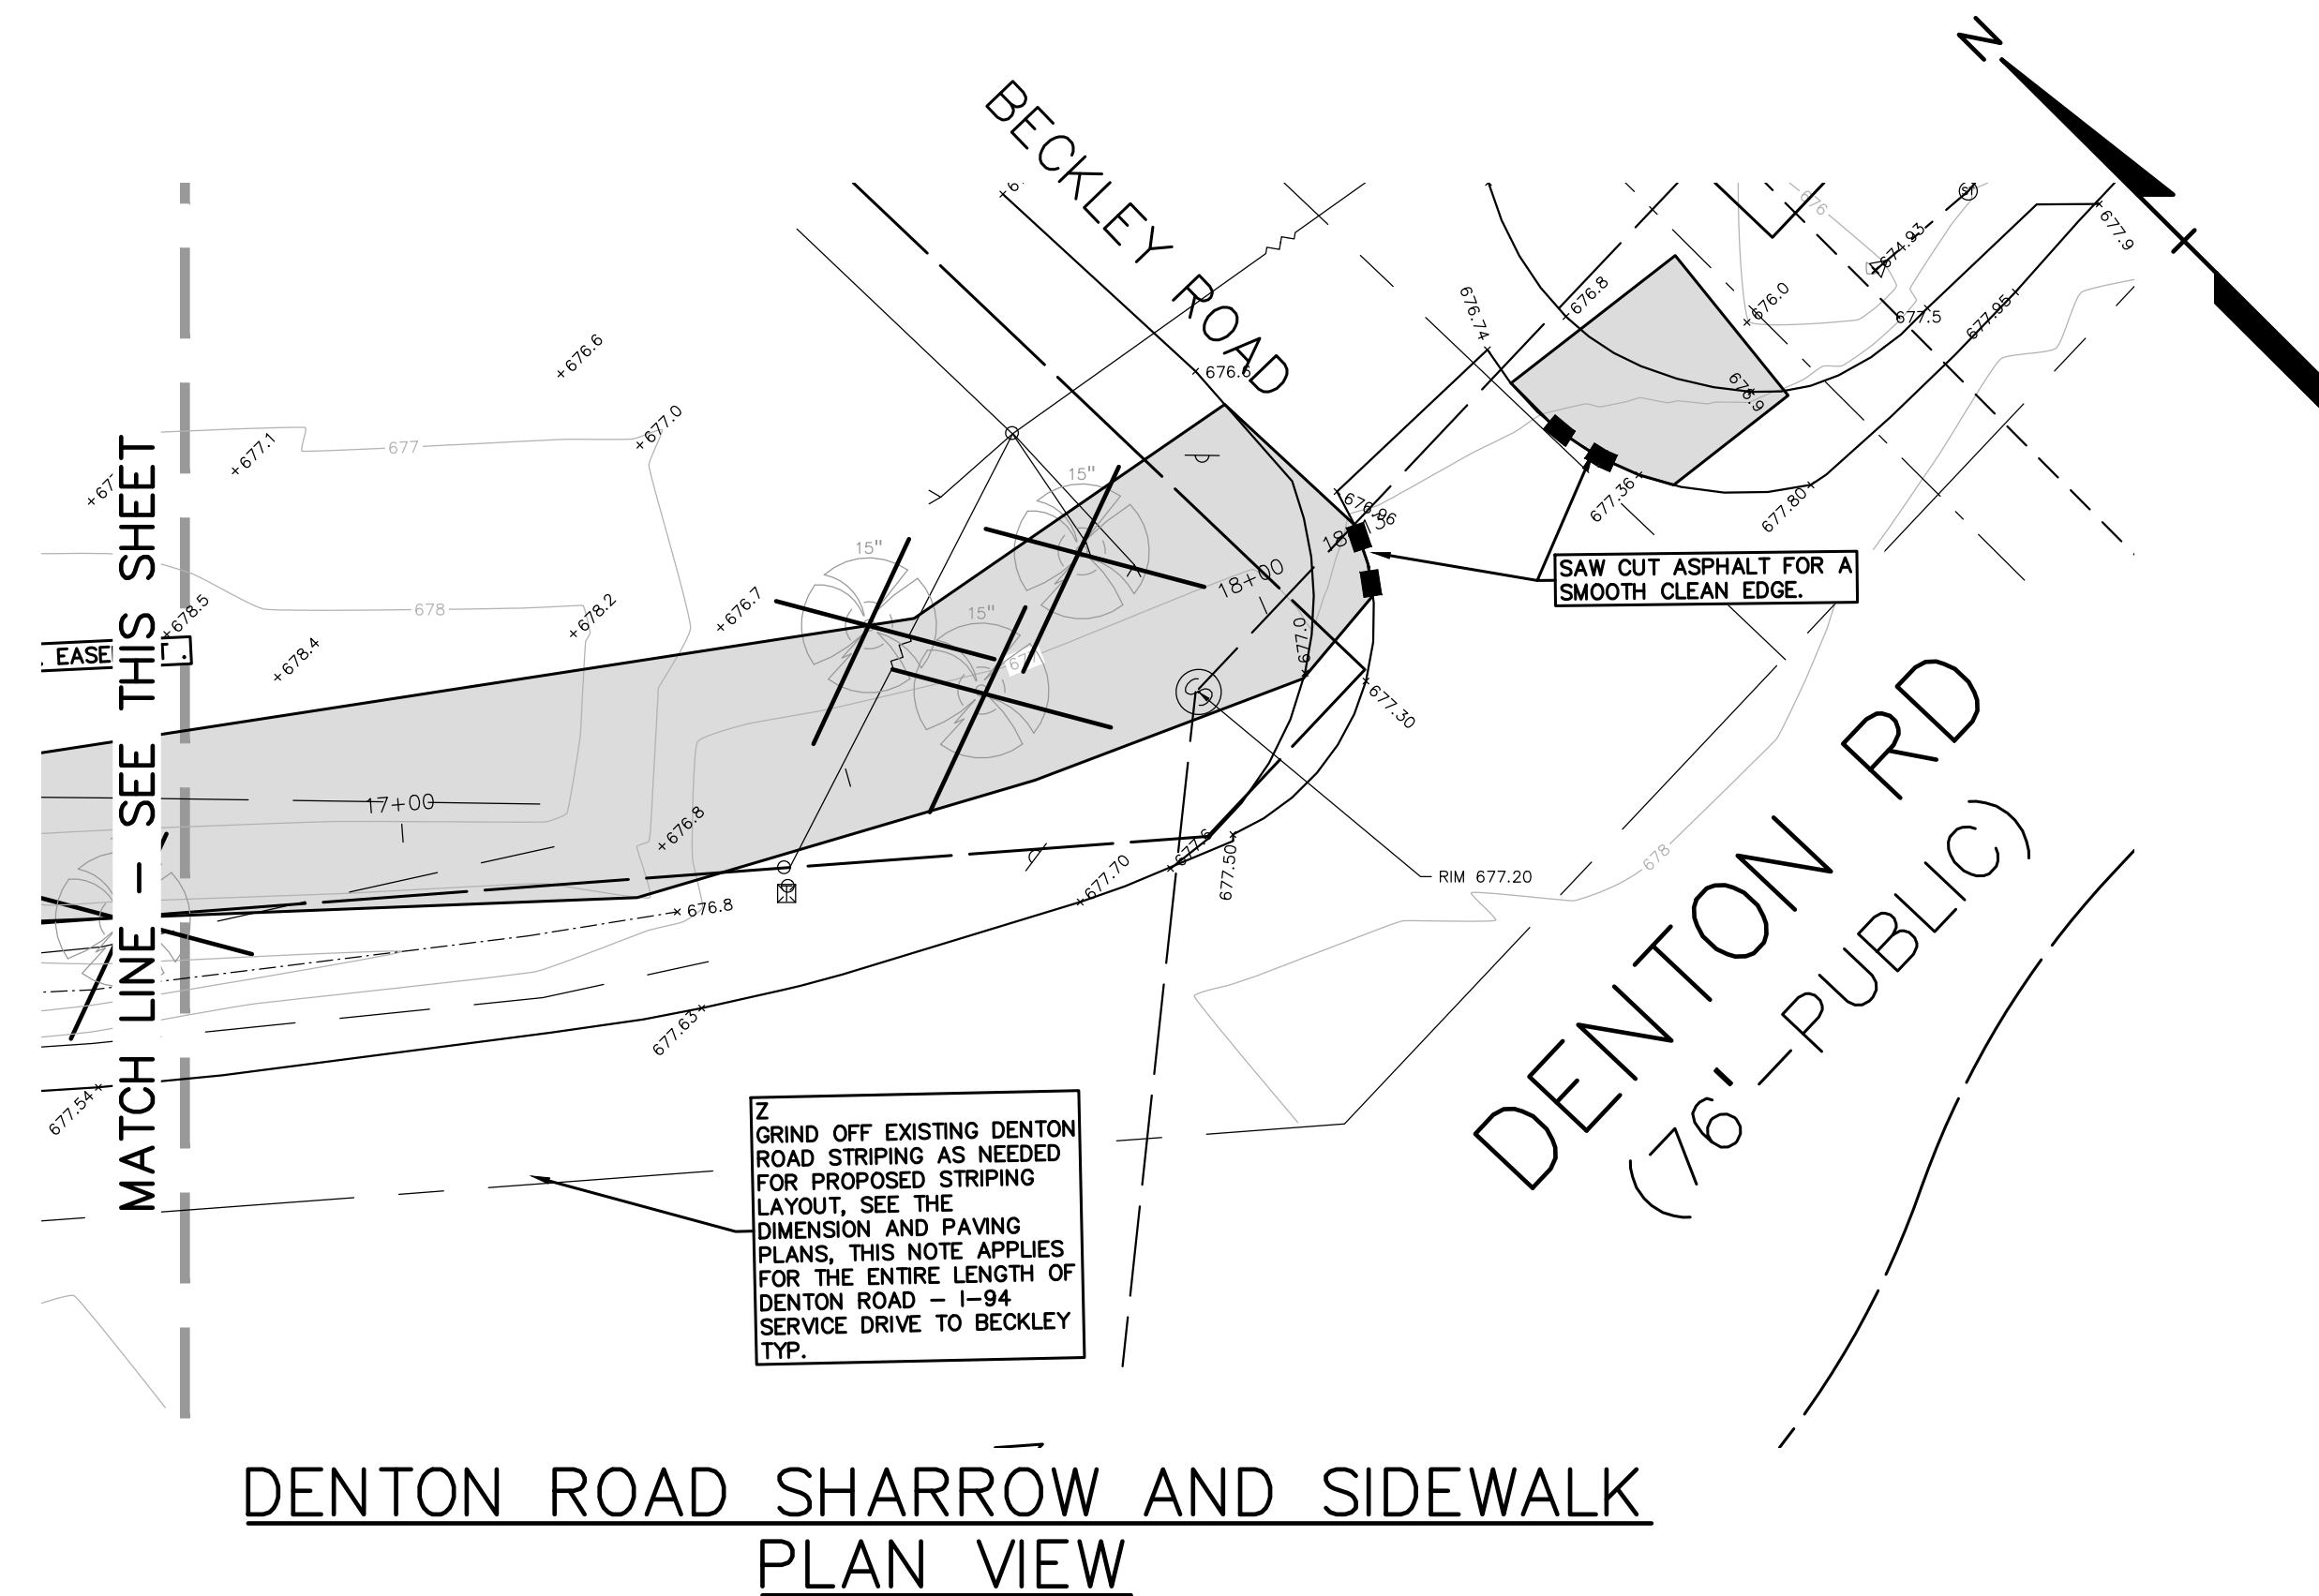 N
BECKLEY ROAD
674.93
676
677.9
676.8
676.74
676.0
677.5
677.95
676.6
677.0
677.1
677
15"
15"
15"
676.96
677.36
677.80
18+00
SAW CUT ASPHALT FOR A
SMOOTH CLEAN EDGE.
678.5
678
678.2
676.7
678.4
677.0
677.30
17+00
676.8
676.8
677.70
677.50
RIM 677.20
678
677.63
677.54
MATCH LINE – SEE THIS SHEET
DENTON RD
(76' – PUBLIC)
Z
GRIND OFF EXISTING DENTON
ROAD STRIPING AS NEEDED
FOR PROPOSED STRIPING
LAYOUT, SEE THE
DIMENSION AND PAVING
PLANS, THIS NOTE APPLIES
FOR THE ENTIRE LENGTH OF
DENTON ROAD – I-94
SERVICE DRIVE TO BECKLEY
TYP.
DENTON ROAD SHARROW AND SIDEWALK
PLAN VIEW